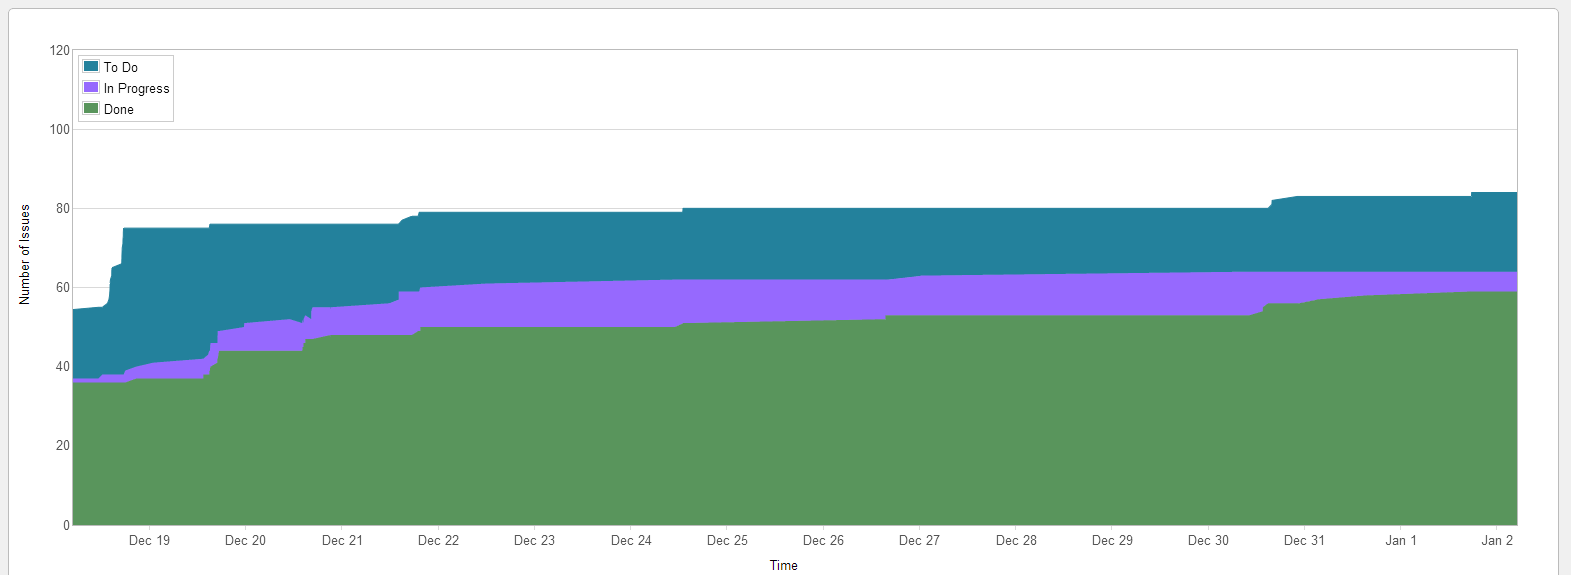 120
To Do
In Progress
Done
100
80
60
40
20
0
Number of Issues
Dec 19 Dec 20 Dec 21 Dec 22 Dec 23 Dec 24 Dec 25 Dec 26 Dec 27 Dec 28 Dec 29 Dec 30 Dec 31 Jan 1 Jan 2
Time